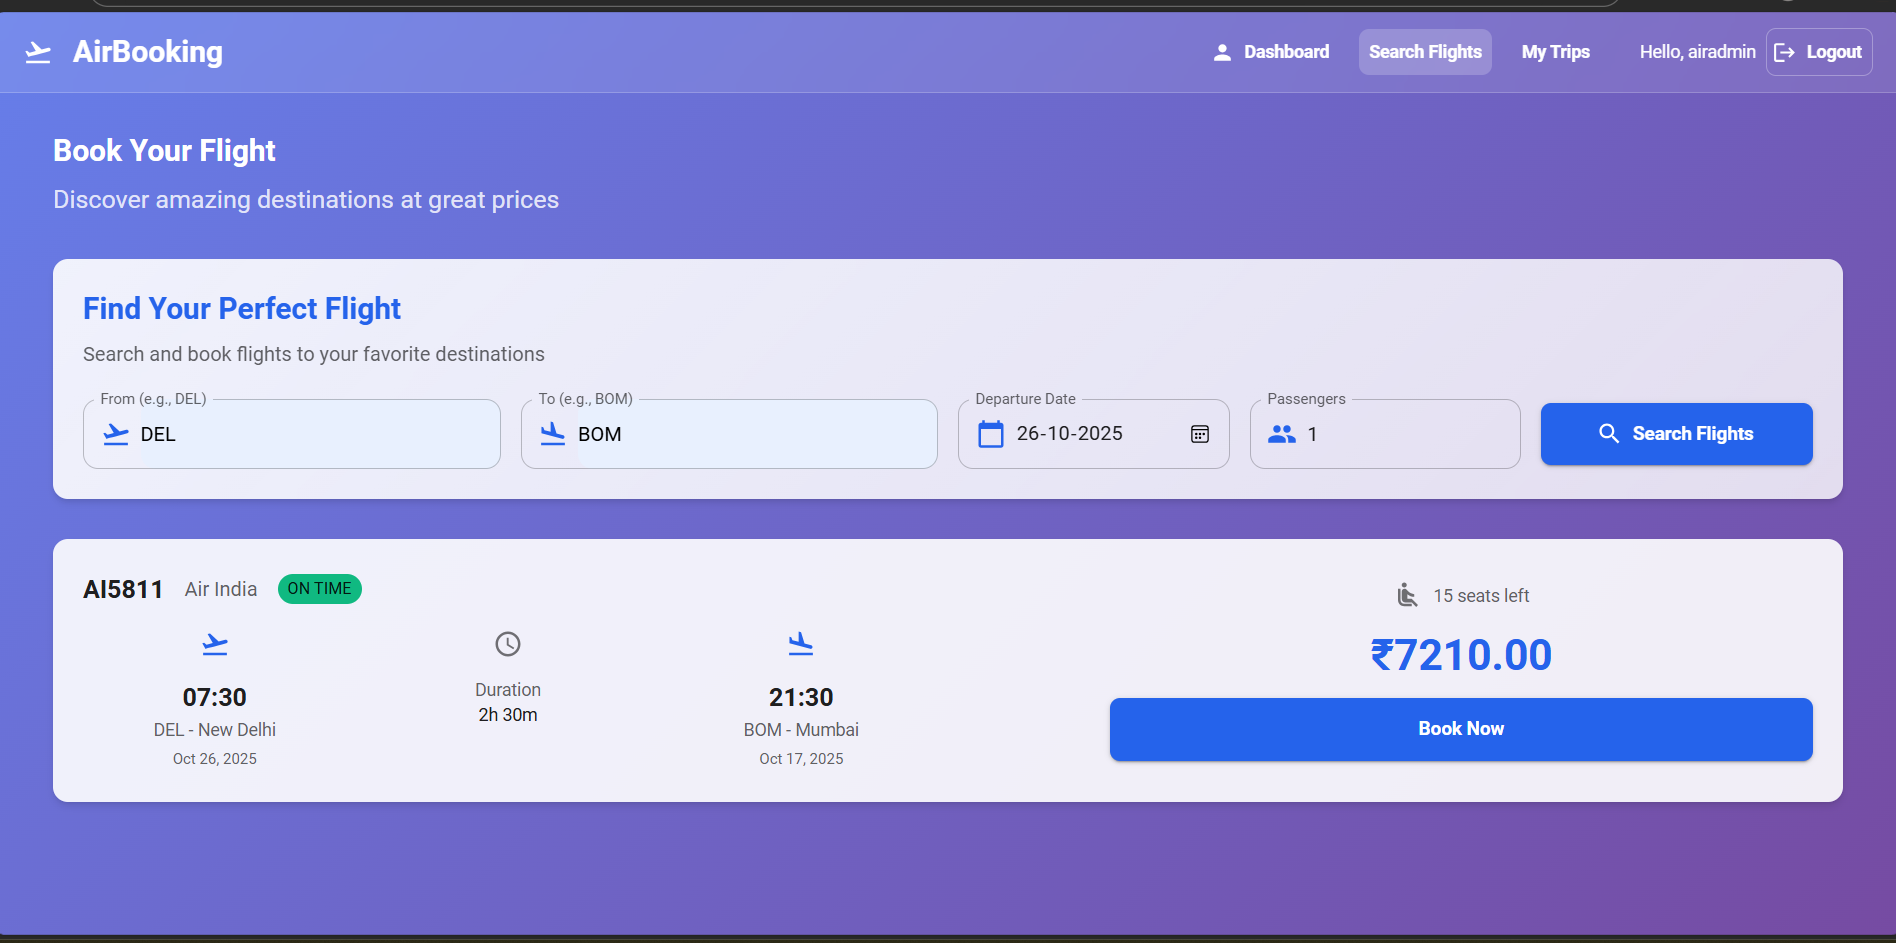 AirBooking
Dashboard
Search Flights
My Trips
Hello, airadmin
Logout
Book Your Flight
Discover amazing destinations at great prices
Find Your Perfect Flight
Search and book flights to your favorite destinations
From (e.g., DEL)
DEL
To (e.g., BOM)
BOM
Departure Date
26-10-2025
Passengers
1
Search Flights
AI5811 Air India ON TIME
07:30
DEL - New Delhi
Oct 26, 2025
Duration
2h 30m
21:30
BOM - Mumbai
Oct 17, 2025
15 seats left
₹7210.00
Book Now